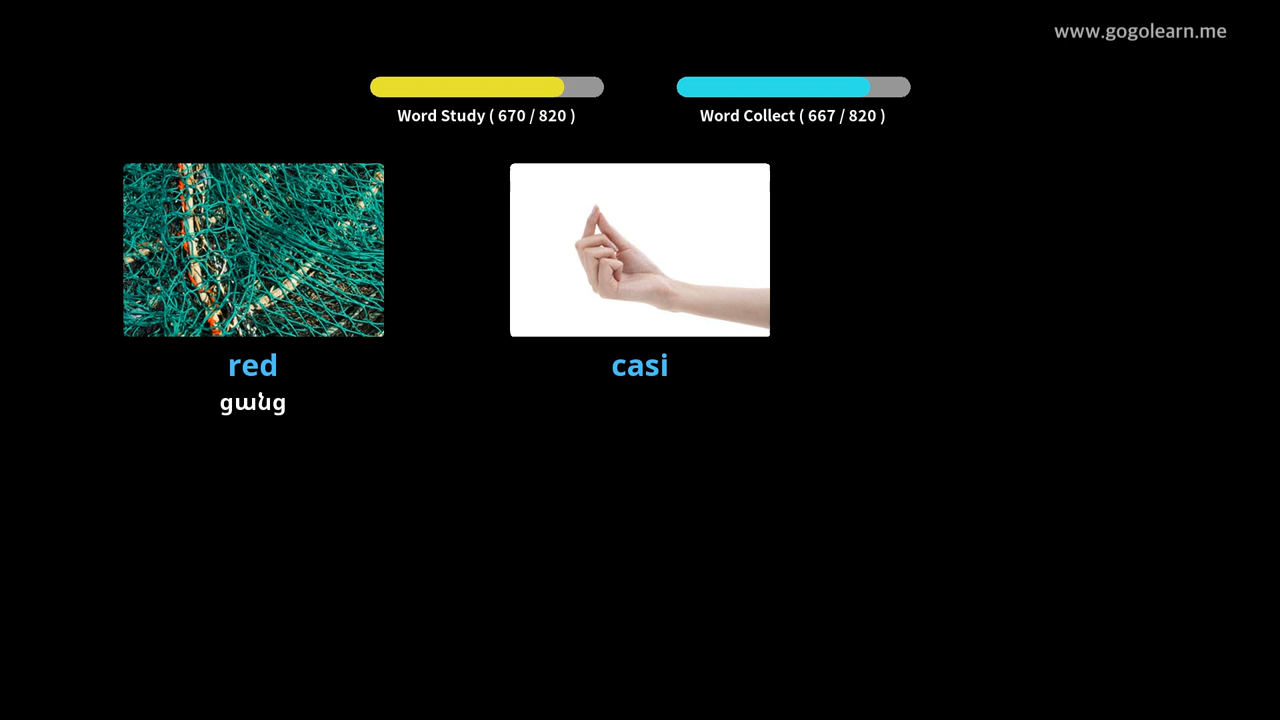 www.gogolearn.me
Word Study ( 670 / 820 )
Word Collect ( 667 / 820 )
red
casi
ցանց